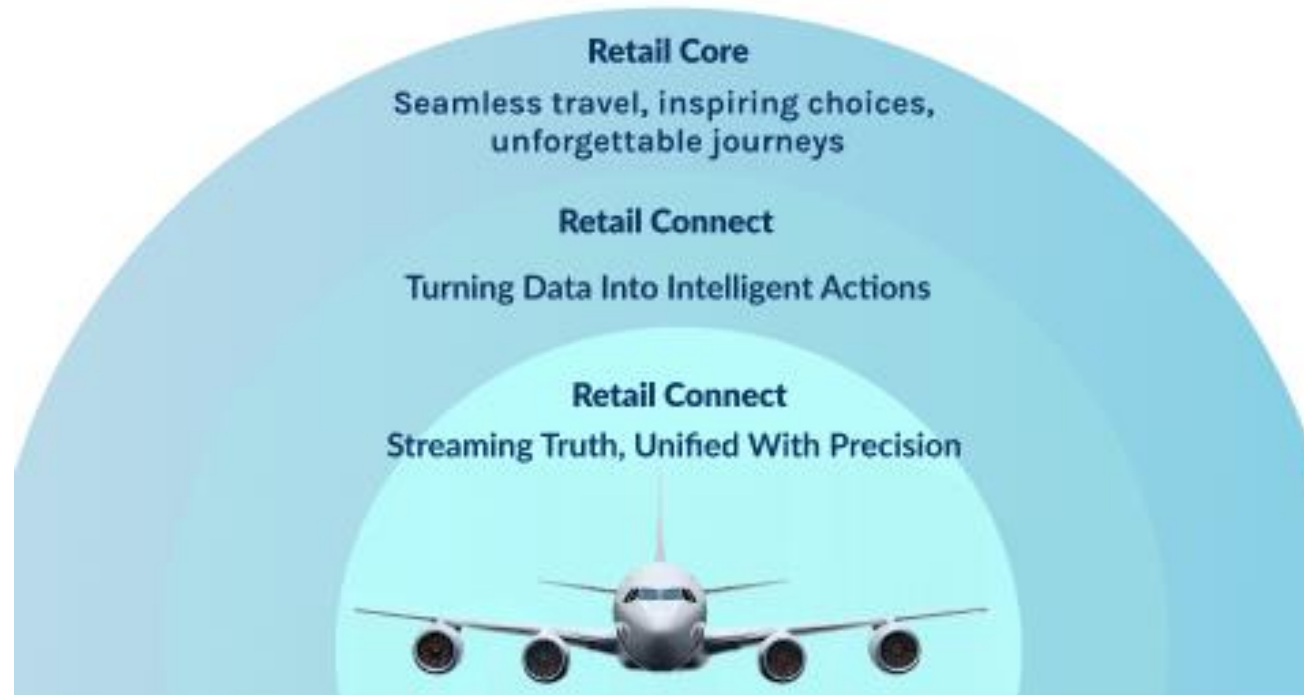 Retail Core
Seamless travel, inspiring choices,
unforgettable journeys
Retail Connect
Turning Data Into Intelligent Actions
Retail Connect
Streaming Truth, Unified With Precision